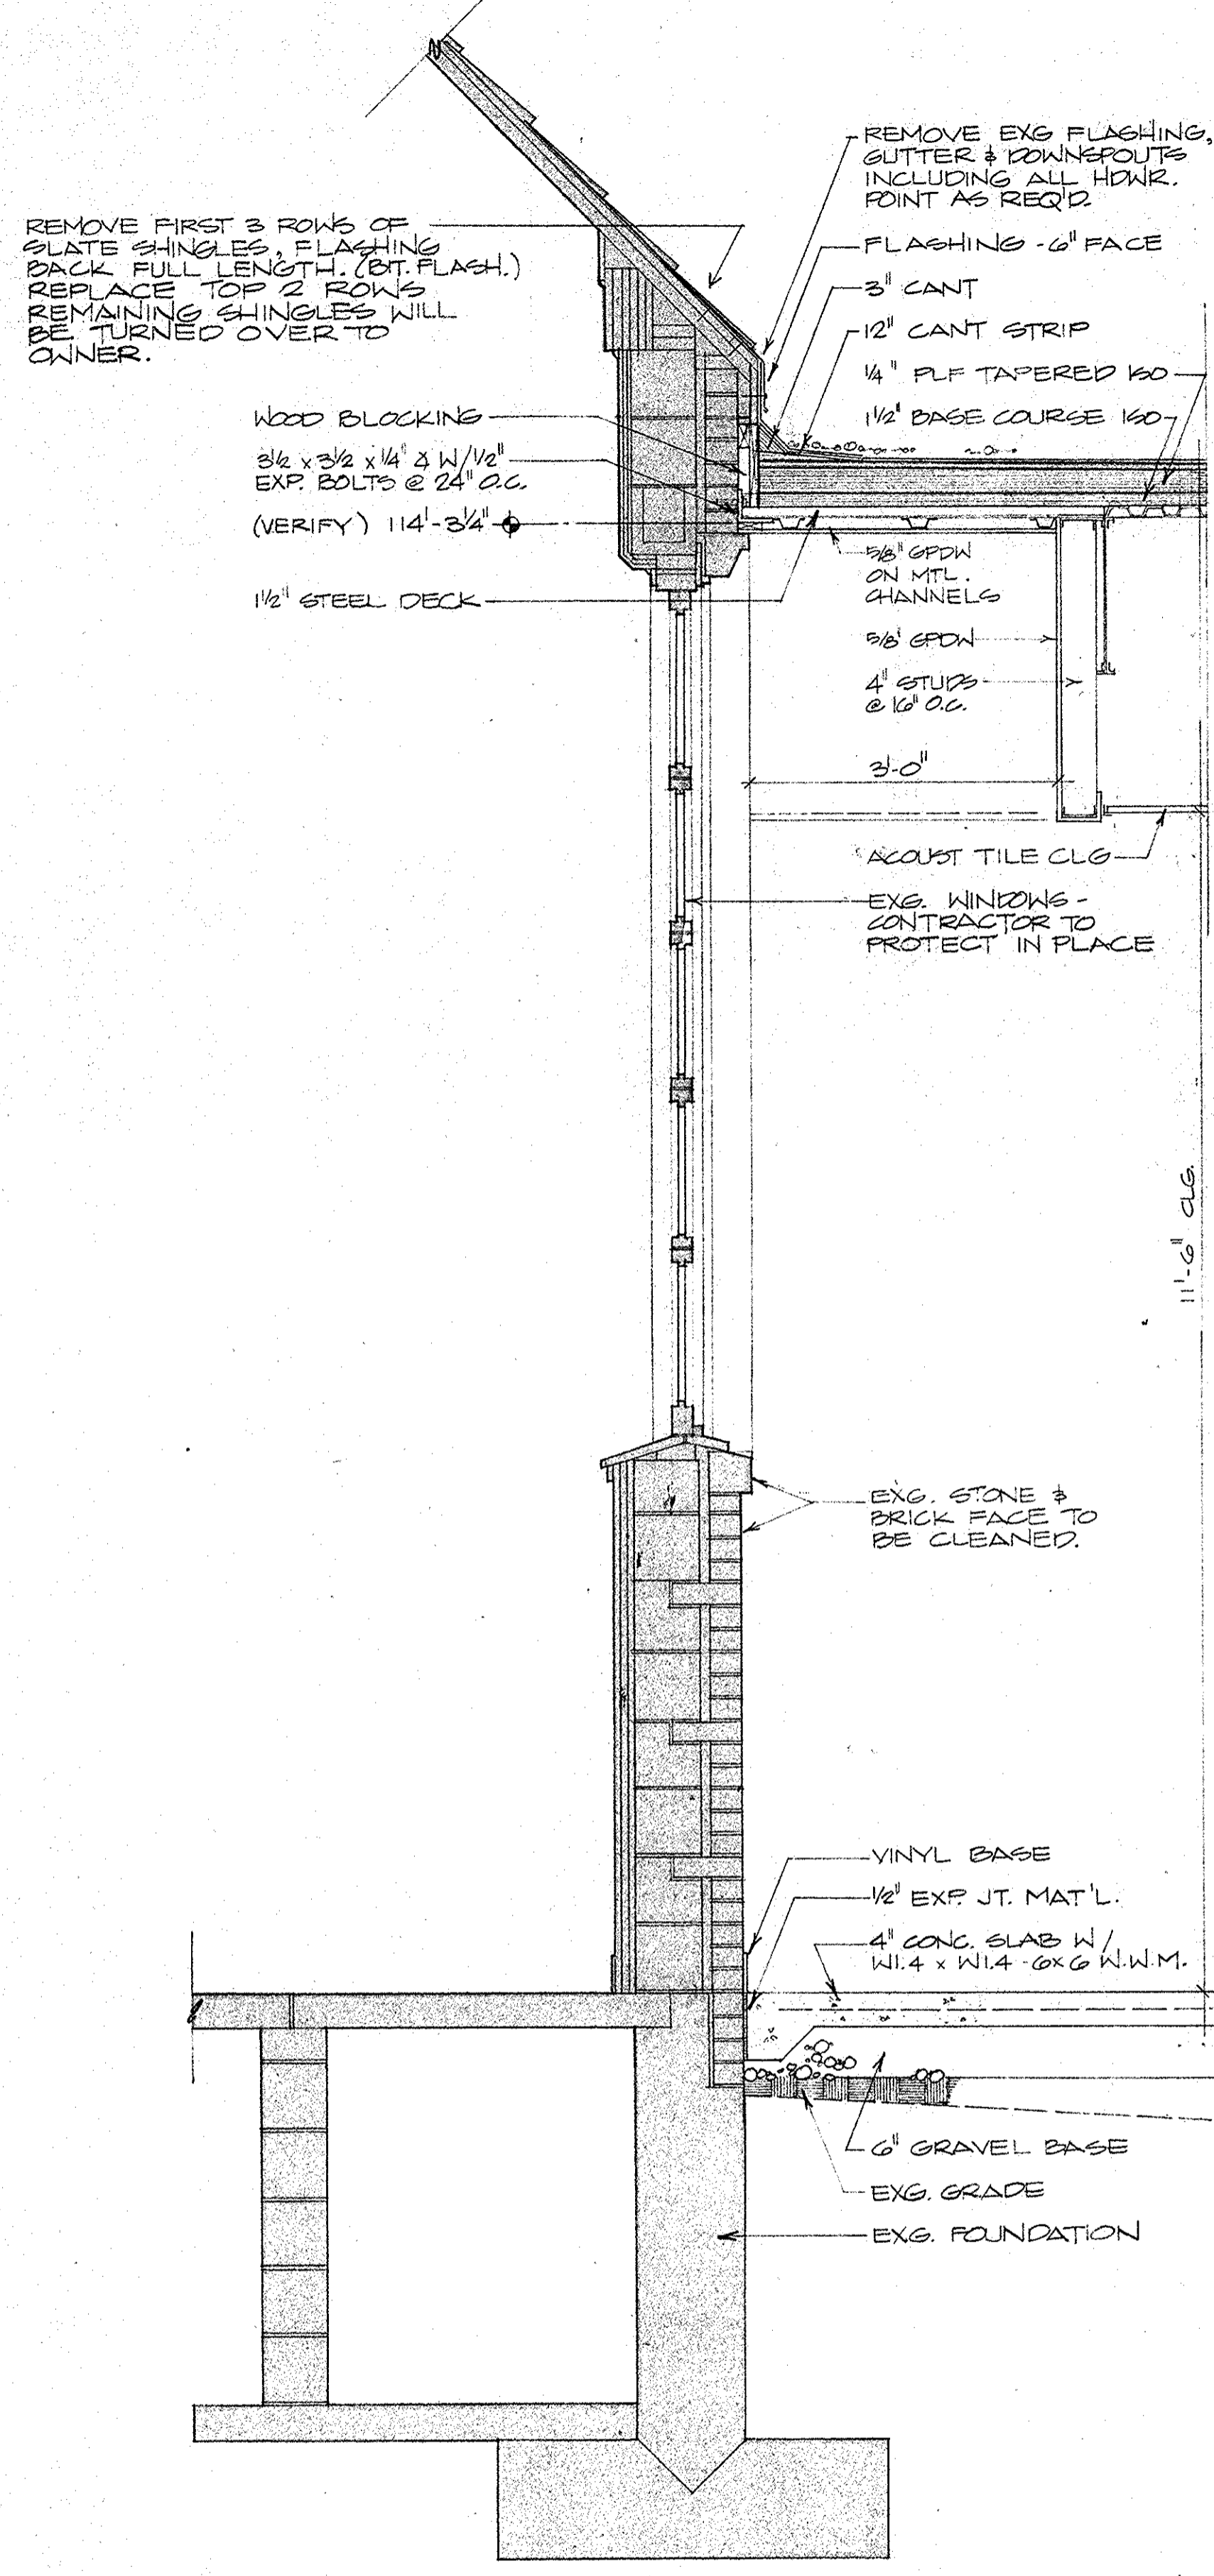 REMOVE EXG FLASHING,
GUTTER & DOWNSPOUTS
INCLUDING ALL HDWR.
POINT AS REQ'D.
REMOVE FIRST 3 ROWS OF
SLATE SHINGLES, FLASHING
BACK FULL LENGTH. (BIT. FLASH.)
REPLACE TOP 2 ROWS
REMAINING SHINGLES WILL
BE TURNED OVER TO
OWNER.
FLASHING - 6" FACE
3" CANT
12" CANT STRIP
1/4" PLF TAPERED ISO
1 1/2" BASE COURSE ISO
WOOD BLOCKING
3 1/2 x 3 1/2 x 1/4" ∠ W/ 1/2"
EXP. BOLTS @ 24" O.C.
(VERIFY) 114'-3 1/4"
1 1/2" STEEL DECK
5/8" GPDW
ON MTL.
CHANNELS
5/8" GPDW
4" STUDS
@ 16" O.C.
3'-0"
ACOUST TILE CLG
EXG. WINDOWS -
CONTRACTOR TO
PROTECT IN PLACE
11'-6" CLG.
EXG. STONE &
BRICK FACE TO
BE CLEANED.
VINYL BASE
1/2" EXP. JT. MAT'L.
4" CONC. SLAB W/
W1.4 x W1.4 - 6x6 W.W.M.
6" GRAVEL BASE
EXG. GRADE
EXG. FOUNDATION